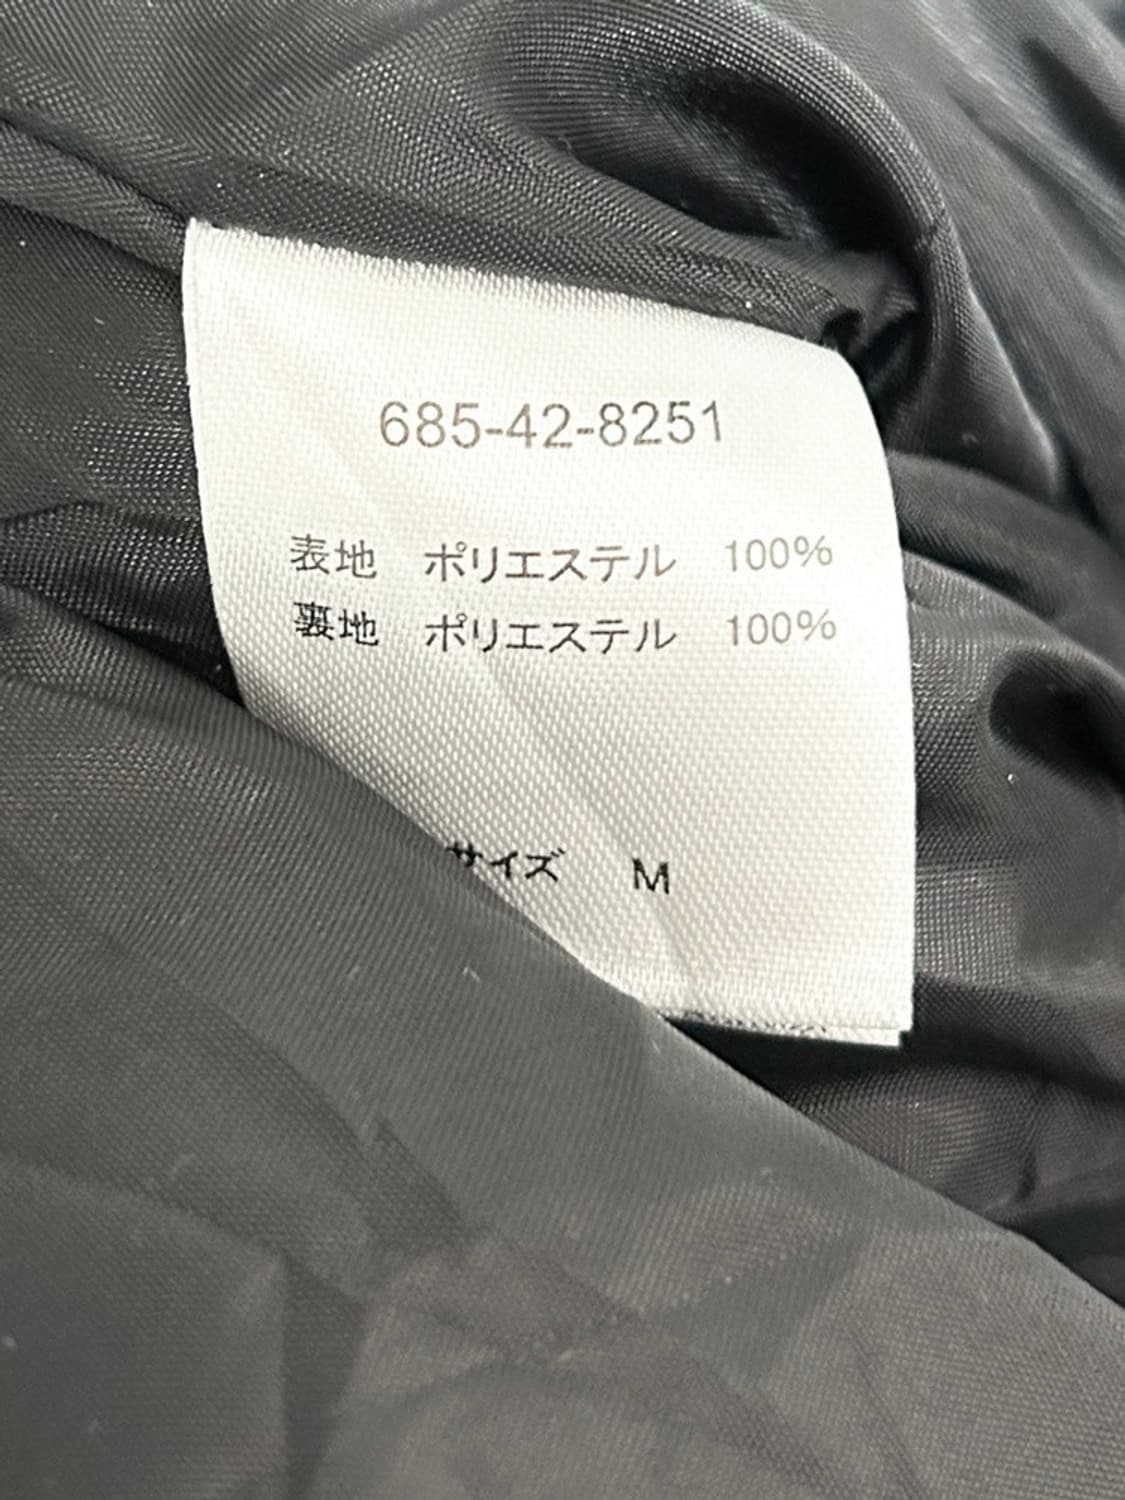 685-42-8251
表地 ポリエステル 100%
裏地 ポリエステル 100%
サイズ M